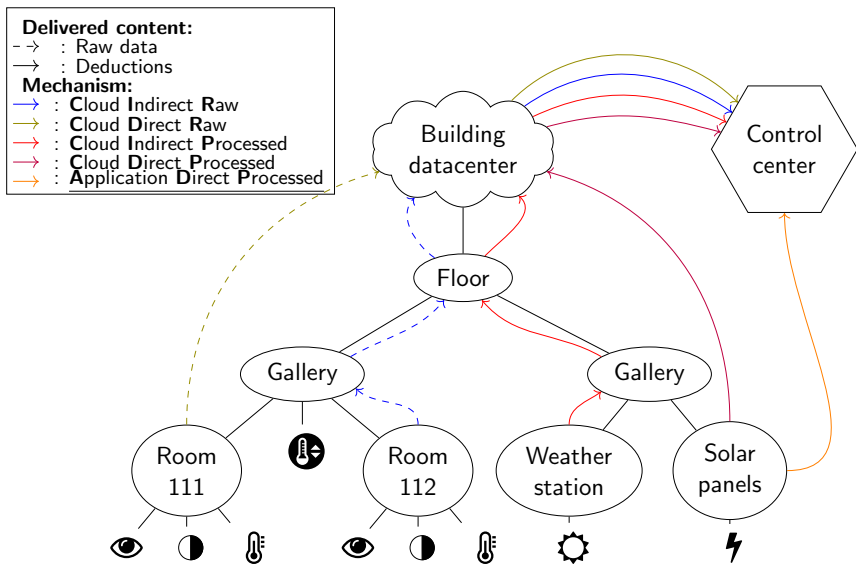 Delivered content:
: Raw data
: Deductions
Mechanism:
: Cloud Indirect Raw
: Cloud Direct Raw
: Cloud Indirect Processed
: Cloud Direct Processed
: Application Direct Processed
Building
datacenter
Control
center
Floor
Gallery
Gallery
Room
111
Room
112
Weather
station
Solar
panels